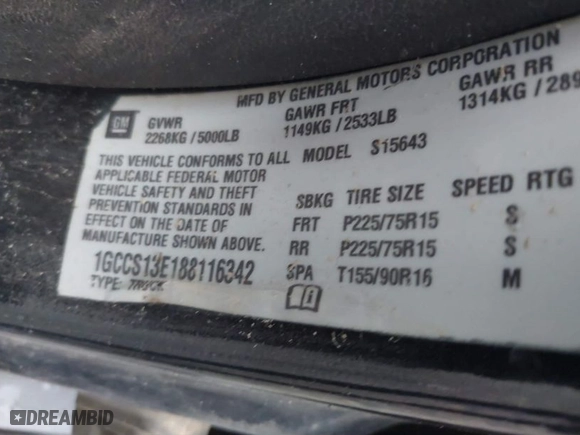 MFD BY GENERAL MOTORS CORPORATION
GM
GVWR GAWR FRT GAWR RR
2268KG / 5000LB 1149KG / 2533LB 1314KG / 289
THIS VEHICLE CONFORMS TO ALL MODEL S15643
APPLICABLE FEDERAL MOTOR
VEHICLE SAFETY AND THEFT
PREVENTION STANDARDS IN
EFFECT ON THE DATE OF
MANUFACTURE SHOWN ABOVE.
1GCCS13E188116342
TYPE: TRUCK
SBKG TIRE SIZE SPEED RTG
FRT P225/75R15 S
RR P225/75R15 S
SPA T155/90R16 M
DREAMBID